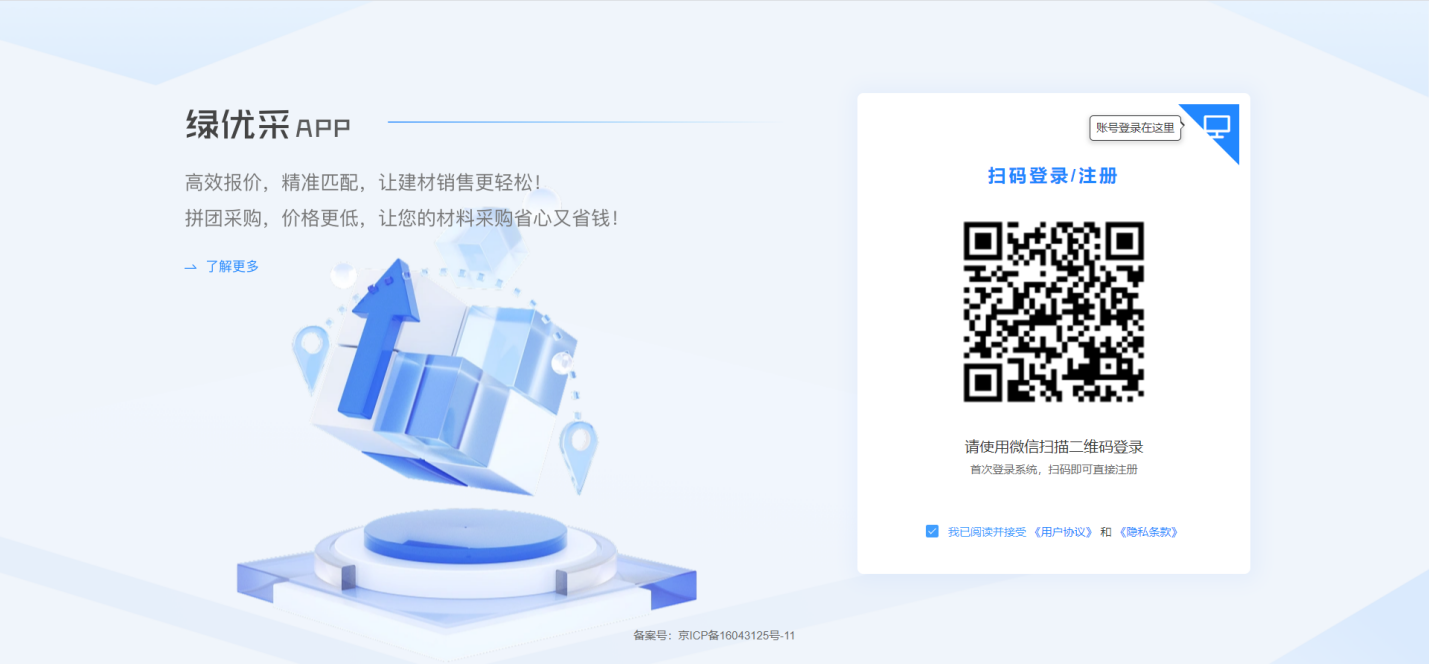 绿优采APP
高效报价，精准匹配，让建材销售更轻松！
拼团采购，价格更低，让您的材料采购省心又省钱！
了解更多
账号登录在这里
扫码登录/注册
请使用微信扫描二维码登录
首次登录系统，扫码即可直接注册
我已阅读并接受《用户协议》和《隐私条款》
备案号：京ICP备16043125号-11